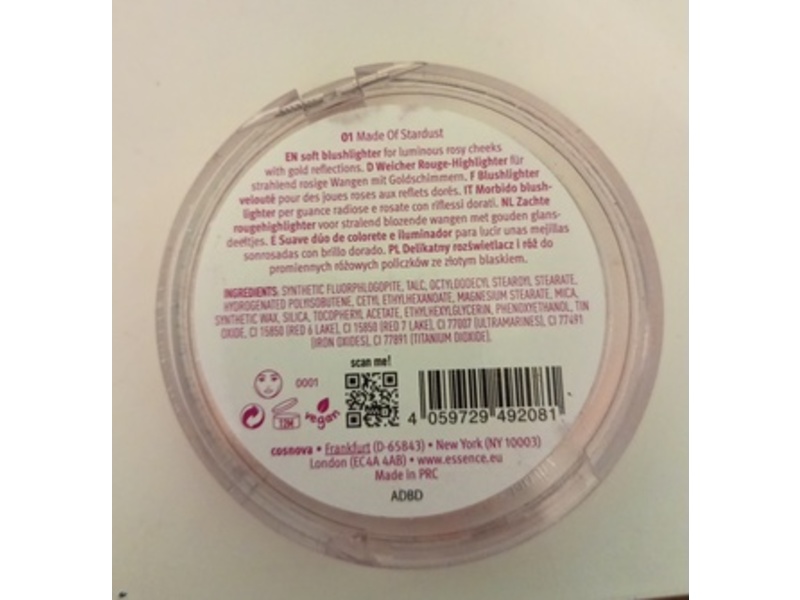 01 Made Of Stardust
EN soft blushlighter for luminous rosy cheeks
with gold reflections. D Weicher Rouge-Highlighter für
strahlend rosige Wangen mit Goldschimmern. F Blushlighter
velouté pour des joues roses aux reflets dorés. IT Morbido blush-
lighter per guance radiose e rosate con riflessi dorati. NL Zachte
rougehighlighter voor stralend blozende wangen met gouden glans-
deeltjes. E Suave dúo de colorete e iluminador para lucir unas mejillas
sonrosadas con brillo dorado. PL Delikatny rozświetlacz i róż do
promiennych różowych policzków ze złotym blaskiem.
INGREDIENTS: SYNTHETIC FLUORPHLOGOPITE, TALC, OCTYLDODECYL STEAROYL STEARATE,
HYDROGENATED POLYISOBUTENE, CETYL ETHYLHEXANOATE, MAGNESIUM STEARATE, MICA,
SYNTHETIC WAX, SILICA, TOCOPHERYL ACETATE, ETHYLHEXYLGLYCERIN, PHENOXYETHANOL, TIN
OXIDE, CI 15850 (RED 6 LAKE), CI 15850 (RED 7 LAKE), CI 77007 (ULTRAMARINES), CI 77491
(IRON OXIDES), CI 77891 (TITANIUM DIOXIDE).
scan me!
0001
12M
vegan
4 059729 492081
cosnova • Frankfurt (D-65843) • New York (NY 10003)
London (EC4A 4AB) • www.essence.eu
Made in PRC
ADBD